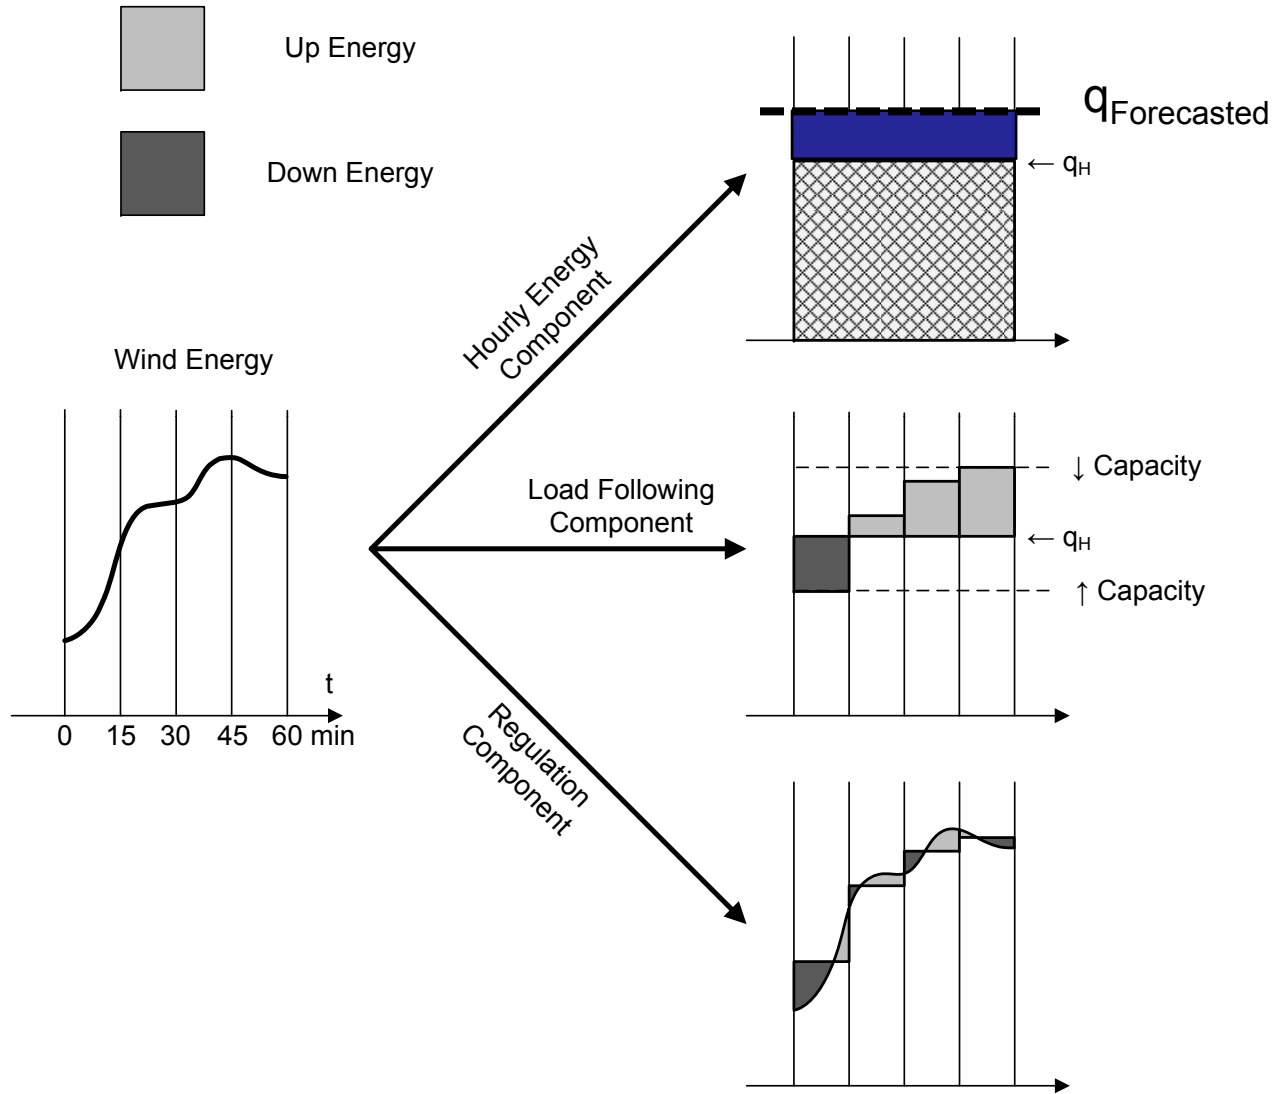 Up Energy
Down Energy
Wind Energy
t
0 15 30 45 60 min
Hourly Energy
Component
Load Following
Component
Regulation
Component
qForecasted
← qH
↓ Capacity
← qH
↑ Capacity